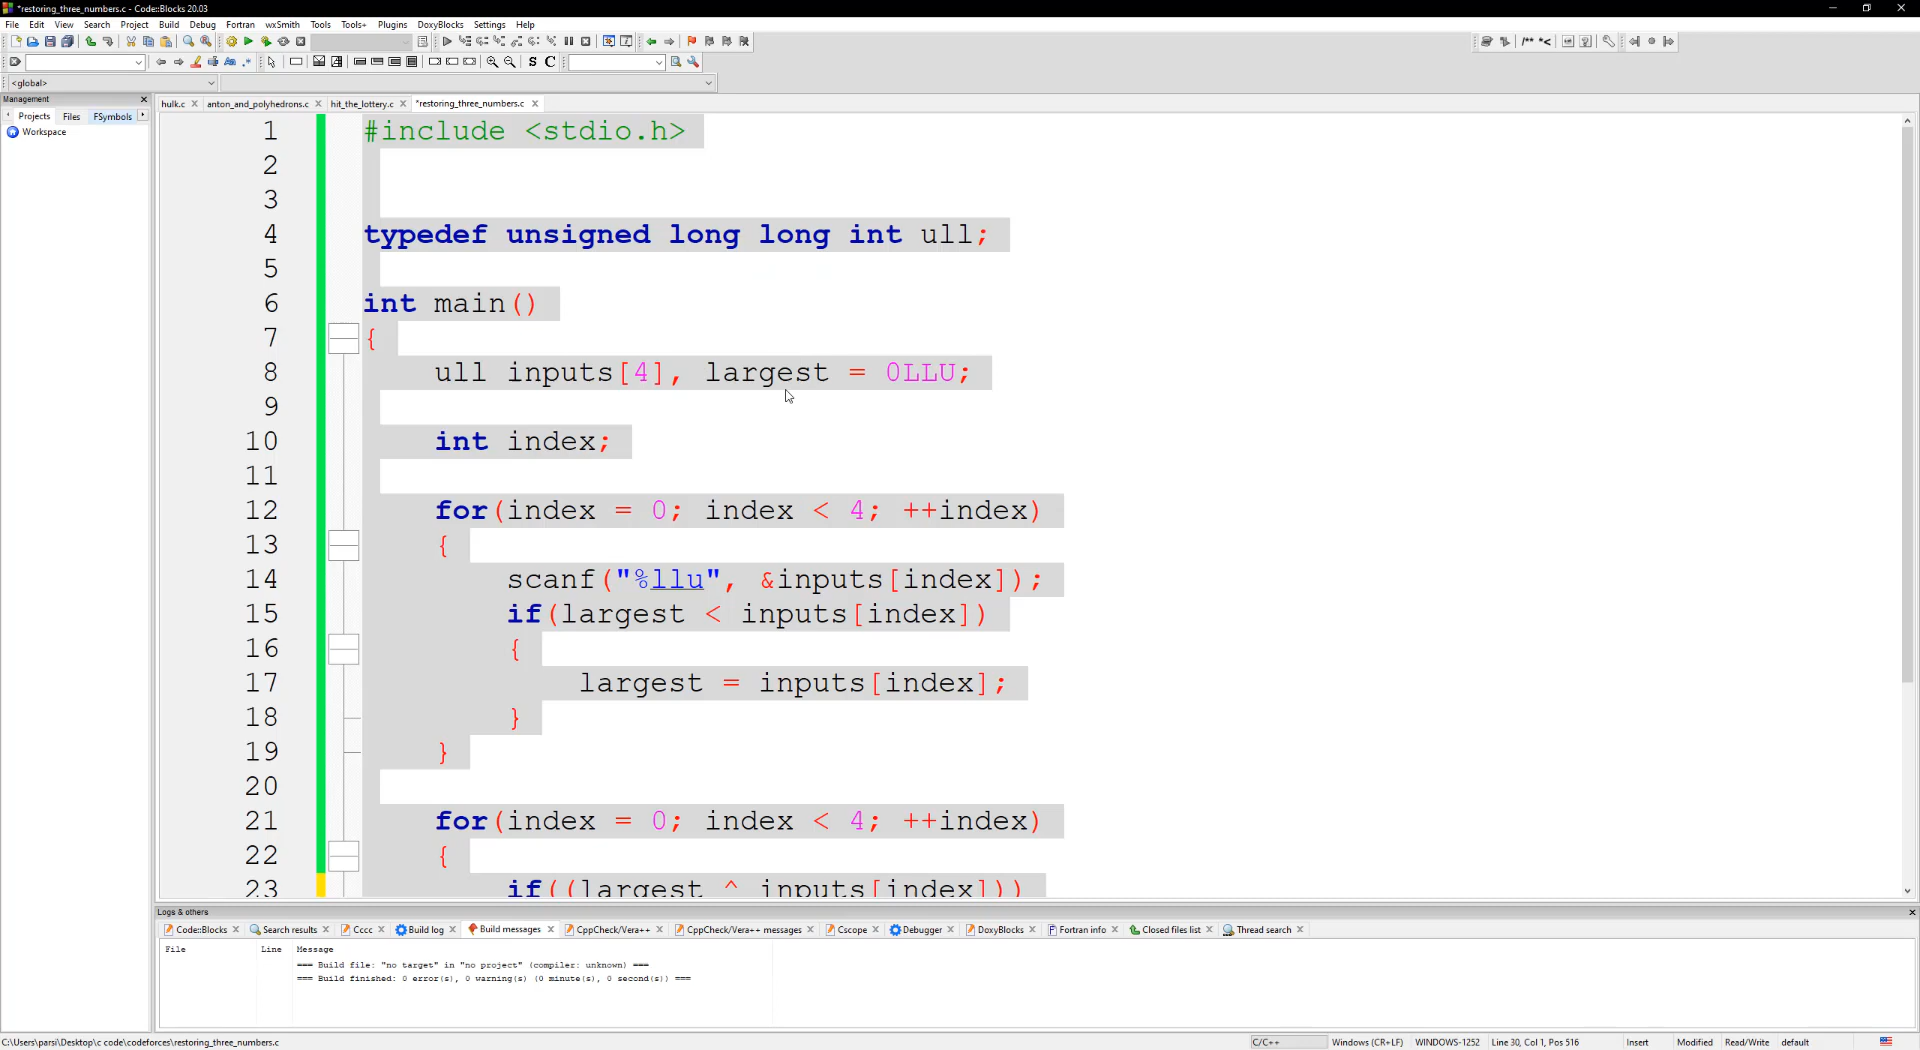 *restoring_three_numbers.c - Code::Blocks 20.03
File Edit View Search Project Build Debug Fortran wxSmith Tools Tools+ Plugins DoxyBlocks Settings Help
/** *<
S C
<global>
Management
Projects Files FSymbols
Workspace
hulk.c anton_and_polyhedrons.c hit_the_lottery.c *restoring_three_numbers.c
1 #include <stdio.h>
2
3
4 typedef unsigned long long int ull;
5
6 int main()
7 {
8 ull inputs[4], largest = 0LLU;
9
10 int index;
11
12 for(index = 0; index < 4; ++index)
13 {
14 scanf("%llu", &inputs[index]);
15 if(largest < inputs[index])
16 {
17 largest = inputs[index];
18 }
19 }
20
21 for(index = 0; index < 4; ++index)
22 {
23 if((largest ^ inputs[index]))
Logs & others
Code::Blocks Search results Cccc Build log Build messages CppCheck/Vera++ CppCheck/Vera++ messages Cscope Debugger DoxyBlocks Fortran info Closed files list Thread search
File Line Message
=== Build file: "no target" in "no project" (compiler: unknown) ===
=== Build finished: 0 error(s), 0 warning(s) (0 minute(s), 0 second(s)) ===
C:\Users\parsi\Desktop\c code\codeforces\restoring_three_numbers.c C/C++ Windows (CR+LF) WINDOWS-1252 Line 30, Col 1, Pos 516 Insert Modified Read/Write default